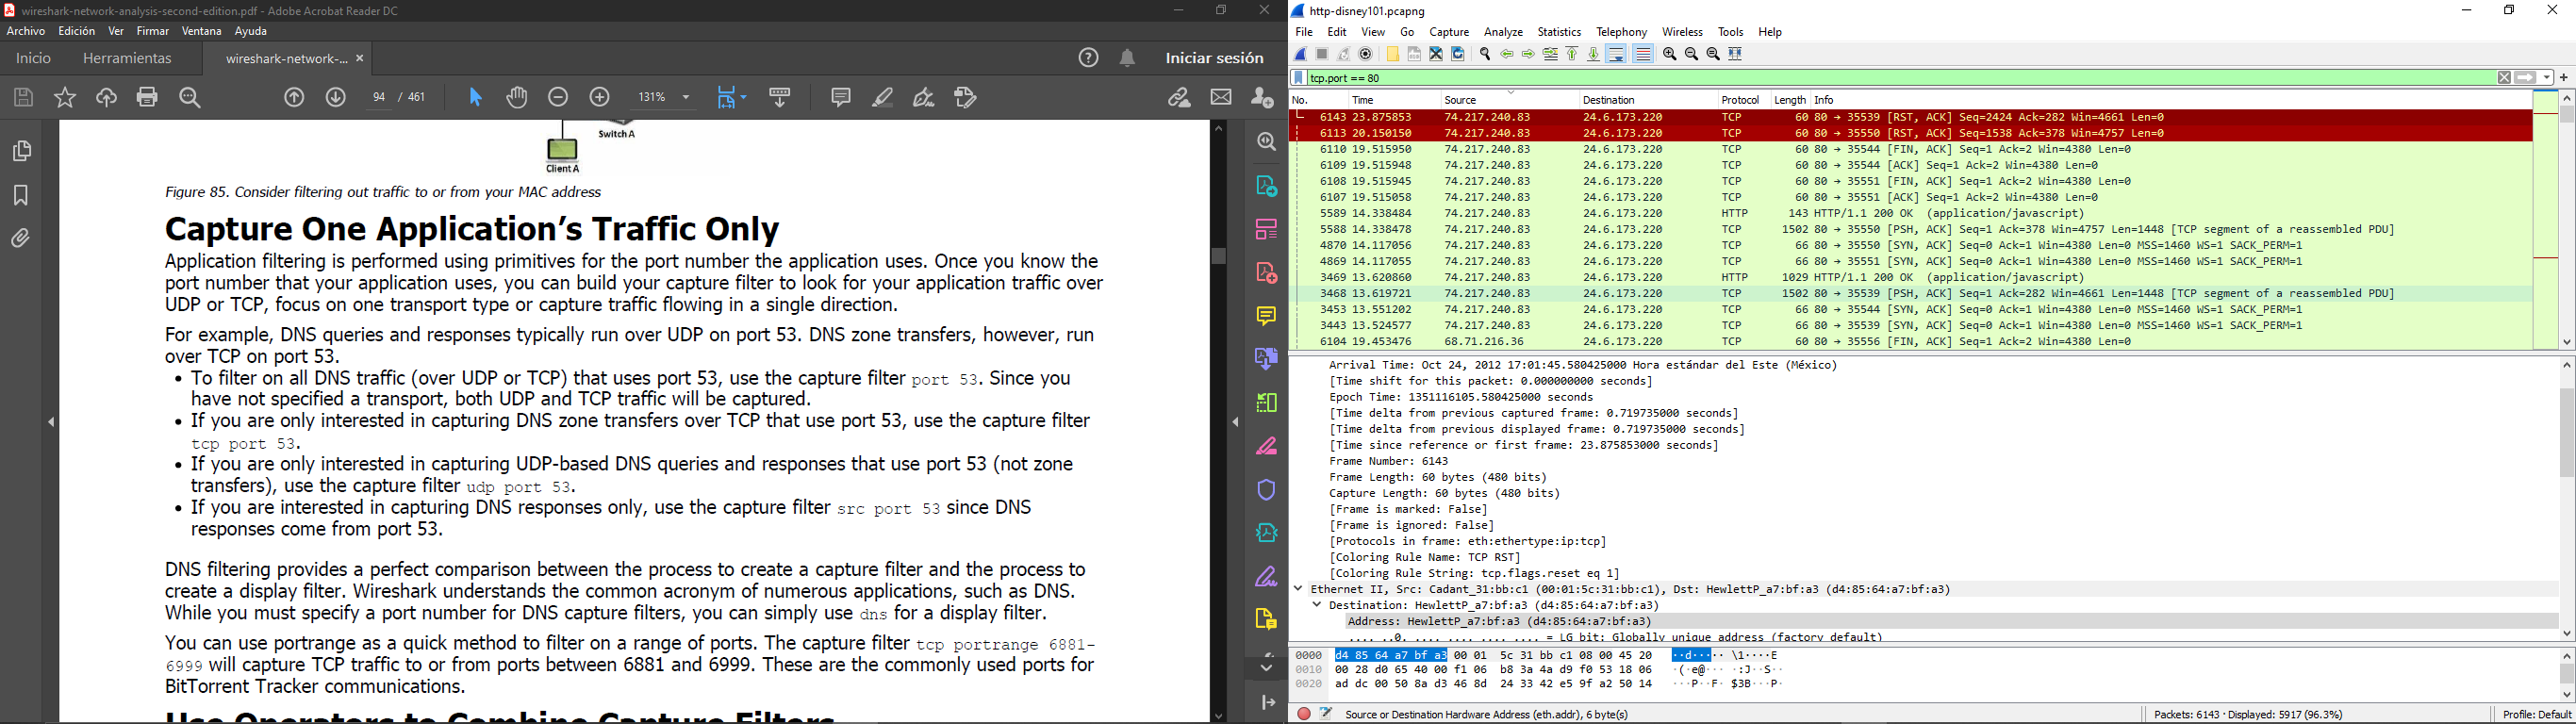 wireshark-network-analysis-second-edition.pdf - Adobe Acrobat Reader DC
Archivo Edición Ver Firmar Ventana Ayuda
Inicio Herramientas wireshark-network-... × Iniciar sesión
94 / 461 131%
Switch A
Client A
Figure 85. Consider filtering out traffic to or from your MAC address
Capture One Application's Traffic Only
Application filtering is performed using primitives for the port number the application uses. Once you know the
port number that your application uses, you can build your capture filter to look for your application traffic over
UDP or TCP, focus on one transport type or capture traffic flowing in a single direction.
For example, DNS queries and responses typically run over UDP on port 53. DNS zone transfers, however, run
over TCP on port 53.
• To filter on all DNS traffic (over UDP or TCP) that uses port 53, use the capture filter port 53. Since you
have not specified a transport, both UDP and TCP traffic will be captured.
• If you are only interested in capturing DNS zone transfers over TCP that use port 53, use the capture filter
tcp port 53.
• If you are only interested in capturing UDP-based DNS queries and responses that use port 53 (not zone
transfers), use the capture filter udp port 53.
• If you are interested in capturing DNS responses only, use the capture filter src port 53 since DNS
responses come from port 53.
DNS filtering provides a perfect comparison between the process to create a capture filter and the process to
create a display filter. Wireshark understands the common acronym of numerous applications, such as DNS.
While you must specify a port number for DNS capture filters, you can simply use dns for a display filter.
You can use portrange as a quick method to filter on a range of ports. The capture filter tcp portrange 6881-
6999 will capture TCP traffic to or from ports between 6881 and 6999. These are the commonly used ports for
BitTorrent Tracker communications.
Use Operators to Combine Capture Filters
http-disney101.pcapng
File Edit View Go Capture Analyze Statistics Telephony Wireless Tools Help
tcp.port == 80
No. Time Source Destination Protocol Length Info
6143 23.875853 74.217.240.83 24.6.173.220 TCP 60 80 → 35539 [RST, ACK] Seq=2424 Ack=282 Win=4661 Len=0
6113 20.150150 74.217.240.83 24.6.173.220 TCP 60 80 → 35550 [RST, ACK] Seq=1538 Ack=378 Win=4757 Len=0
6110 19.515950 74.217.240.83 24.6.173.220 TCP 60 80 → 35544 [FIN, ACK] Seq=1 Ack=2 Win=4380 Len=0
6109 19.515948 74.217.240.83 24.6.173.220 TCP 60 80 → 35544 [ACK] Seq=1 Ack=2 Win=4380 Len=0
6108 19.515945 74.217.240.83 24.6.173.220 TCP 60 80 → 35551 [FIN, ACK] Seq=1 Ack=2 Win=4380 Len=0
6107 19.515058 74.217.240.83 24.6.173.220 TCP 60 80 → 35551 [ACK] Seq=1 Ack=2 Win=4380 Len=0
5589 14.338484 74.217.240.83 24.6.173.220 HTTP 143 HTTP/1.1 200 OK (application/javascript)
5588 14.338478 74.217.240.83 24.6.173.220 TCP 1502 80 → 35550 [PSH, ACK] Seq=1 Ack=378 Win=4757 Len=1448 [TCP segment of a reassembled PDU]
4870 14.117056 74.217.240.83 24.6.173.220 TCP 66 80 → 35550 [SYN, ACK] Seq=0 Ack=1 Win=4380 Len=0 MSS=1460 WS=1 SACK_PERM=1
4869 14.117055 74.217.240.83 24.6.173.220 TCP 66 80 → 35551 [SYN, ACK] Seq=0 Ack=1 Win=4380 Len=0 MSS=1460 WS=1 SACK_PERM=1
3469 13.620860 74.217.240.83 24.6.173.220 HTTP 1029 HTTP/1.1 200 OK (application/javascript)
3468 13.619721 74.217.240.83 24.6.173.220 TCP 1502 80 → 35539 [PSH, ACK] Seq=1 Ack=282 Win=4661 Len=1448 [TCP segment of a reassembled PDU]
3453 13.551202 74.217.240.83 24.6.173.220 TCP 66 80 → 35544 [SYN, ACK] Seq=0 Ack=1 Win=4380 Len=0 MSS=1460 WS=1 SACK_PERM=1
3443 13.524577 74.217.240.83 24.6.173.220 TCP 66 80 → 35539 [SYN, ACK] Seq=0 Ack=1 Win=4380 Len=0 MSS=1460 WS=1 SACK_PERM=1
6104 19.453476 68.71.216.36 24.6.173.220 TCP 60 80 → 35556 [FIN, ACK] Seq=1 Ack=2 Win=4380 Len=0
Arrival Time: Oct 24, 2012 17:01:45.580425000 Hora estándar del Este (México)
[Time shift for this packet: 0.000000000 seconds]
Epoch Time: 1351116105.580425000 seconds
[Time delta from previous captured frame: 0.719735000 seconds]
[Time delta from previous displayed frame: 0.719735000 seconds]
[Time since reference or first frame: 23.875853000 seconds]
Frame Number: 6143
Frame Length: 60 bytes (480 bits)
Capture Length: 60 bytes (480 bits)
[Frame is marked: False]
[Frame is ignored: False]
[Protocols in frame: eth:ethertype:ip:tcp]
[Coloring Rule Name: TCP RST]
[Coloring Rule String: tcp.flags.reset eq 1]
Ethernet II, Src: Cadant_31:bb:c1 (00:01:5c:31:bb:c1), Dst: HewlettP_a7:bf:a3 (d4:85:64:a7:bf:a3)
Destination: HewlettP_a7:bf:a3 (d4:85:64:a7:bf:a3)
Address: HewlettP_a7:bf:a3 (d4:85:64:a7:bf:a3)
.... ..0. .... .... .... .... = LG bit: Globally unique address (factory default)
0000 d4 85 64 a7 bf a3 00 01 5c 31 bb c1 08 00 45 20 ··d····· \1····E
0010 00 28 d0 65 40 00 f1 06 b8 3a 4a d9 f0 53 18 06 ·(·e@··· ·:J··S··
0020 ad dc 00 50 8a d3 46 8d 24 33 42 e5 9f a2 50 14 ···P··F· $3B···P·
Source or Destination Hardware Address (eth.addr), 6 byte(s) Packets: 6143 · Displayed: 5917 (96.3%) Profile: Default